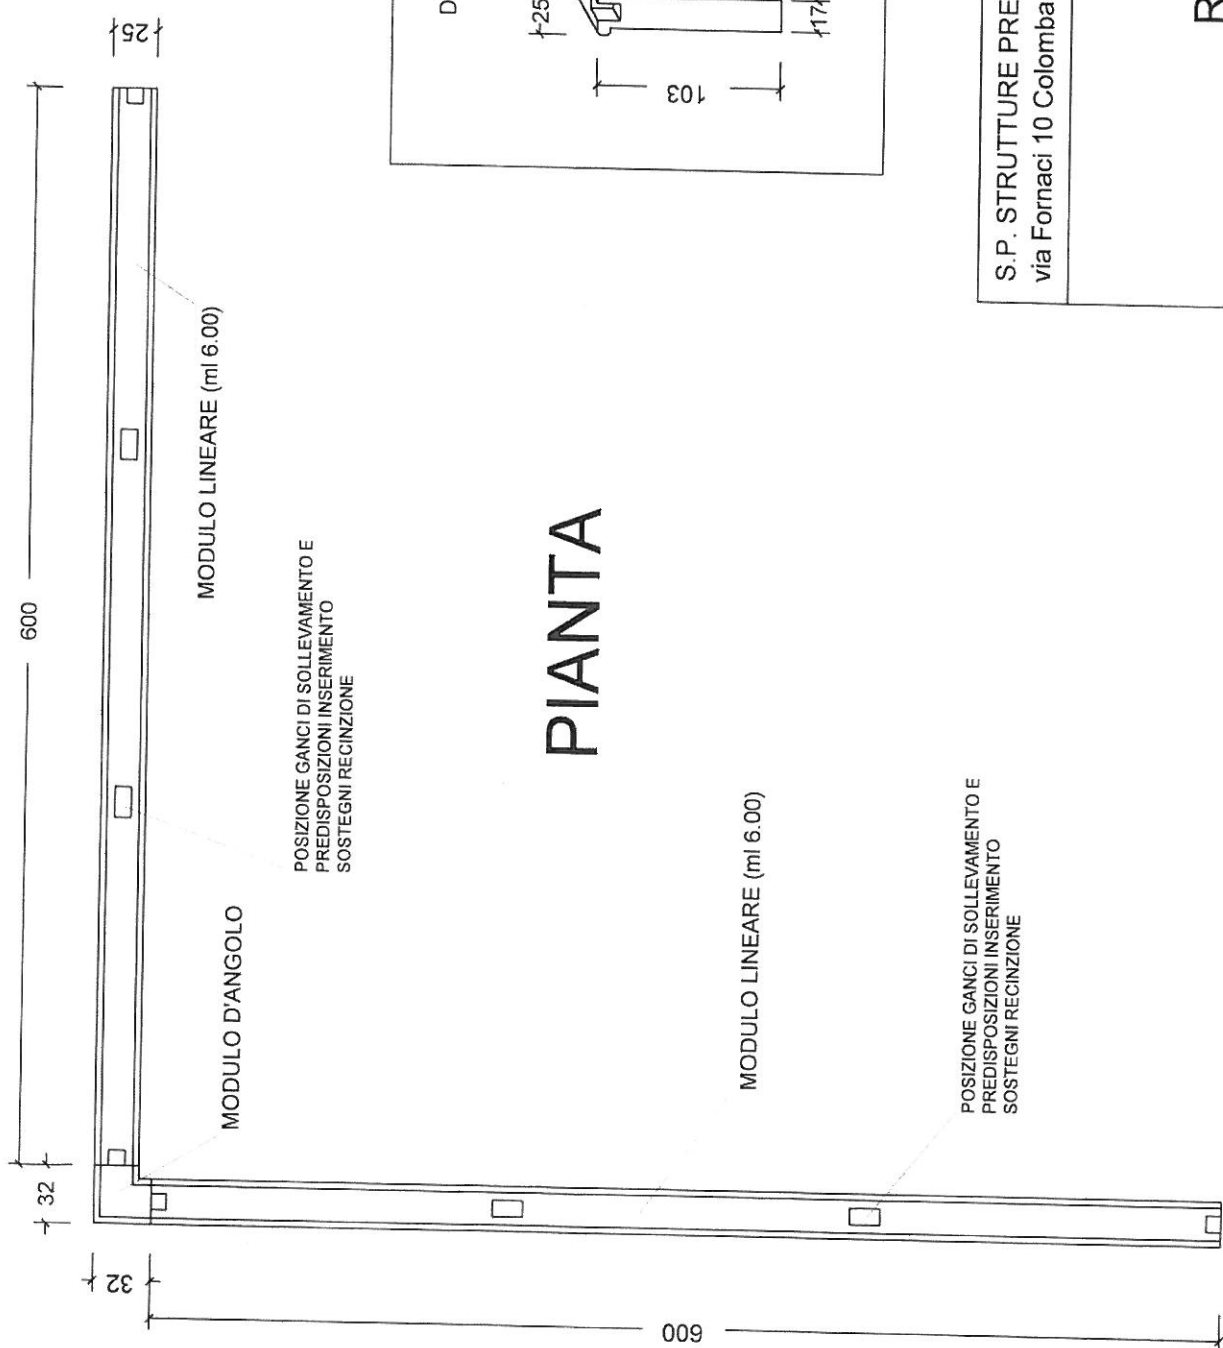 600
25
32
32
600
MODULO LINEARE (ml 6.00)
POSIZIONE GANCI DI SOLLEVAMENTO E
PREDISPOSIZIONI INSERIMENTO
SOSTEGNI RECINZIONE
MODULO D'ANGOLO
PIANTA
MODULO LINEARE (ml 6.00)
POSIZIONE GANCI DI SOLLEVAMENTO E
PREDISPOSIZIONI INSERIMENTO
SOSTEGNI RECINZIONE
D
25
103
17
S.P. STRUTTURE PRE
via Fornaci 10 Colomba
R